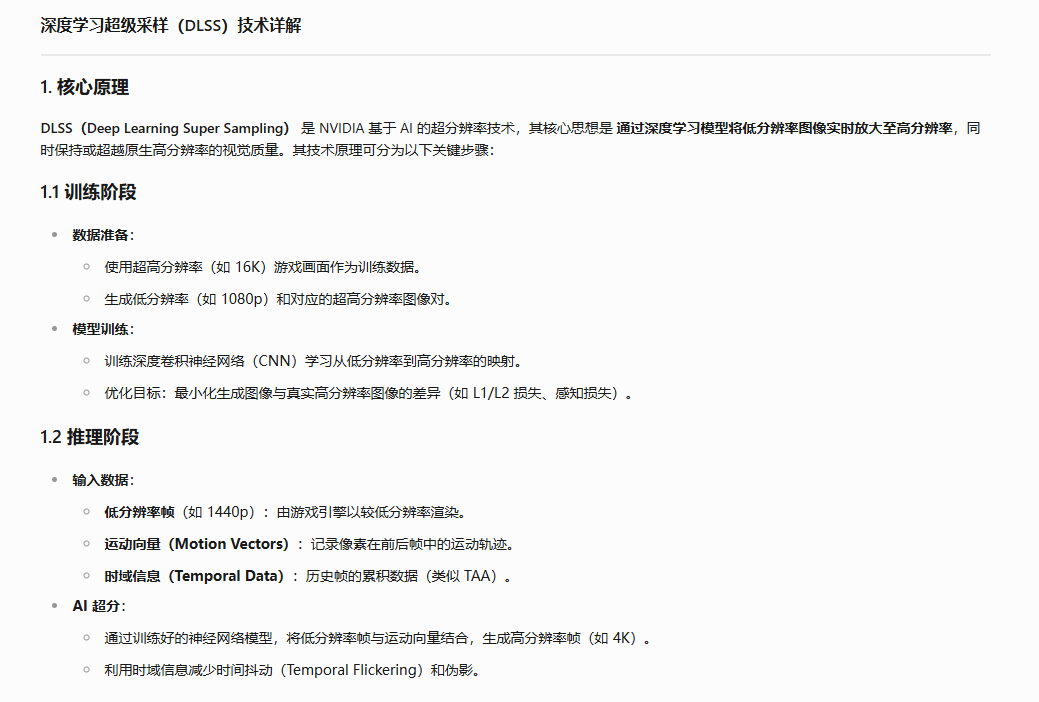 深度学习超级采样（DLSS）技术详解
1. 核心原理
DLSS（Deep Learning Super Sampling） 是 NVIDIA 基于 AI 的超分辨率技术，其核心思想是 通过深度学习模型将低分辨率图像实时放大至高分辨率，同
时保持或超越原生高分辨率的视觉质量。其技术原理可分为以下关键步骤：
1.1 训练阶段
数据准备：
使用超高分辨率（如 16K）游戏画面作为训练数据。
生成低分辨率（如 1080p）和对应的超高分辨率图像对。
模型训练：
训练深度卷积神经网络（CNN）学习从低分辨率到高分辨率的映射。
优化目标：最小化生成图像与真实高分辨率图像的差异（如 L1/L2 损失、感知损失）。
1.2 推理阶段
输入数据：
低分辨率帧（如 1440p）：由游戏引擎以较低分辨率渲染。
运动向量（Motion Vectors）：记录像素在前后帧中的运动轨迹。
时域信息（Temporal Data）：历史帧的累积数据（类似 TAA）。
AI 超分：
通过训练好的神经网络模型，将低分辨率帧与运动向量结合，生成高分辨率帧（如 4K）。
利用时域信息减少时间抖动（Temporal Flickering）和伪影。